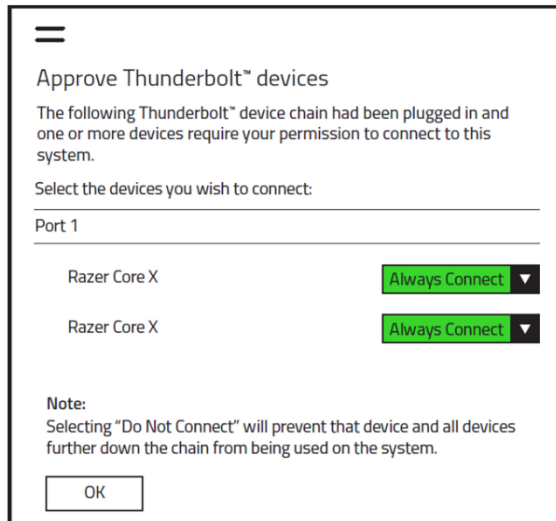 Approve Thunderbolt™ devices
The following Thunderbolt™ device chain had been plugged in and
one or more devices require your permission to connect to this
system.
Select the devices you wish to connect:
Port 1
Razer Core X Always Connect
Razer Core X Always Connect
Note:
Selecting “Do Not Connect” will prevent that device and all devices
further down the chain from being used on the system.
OK